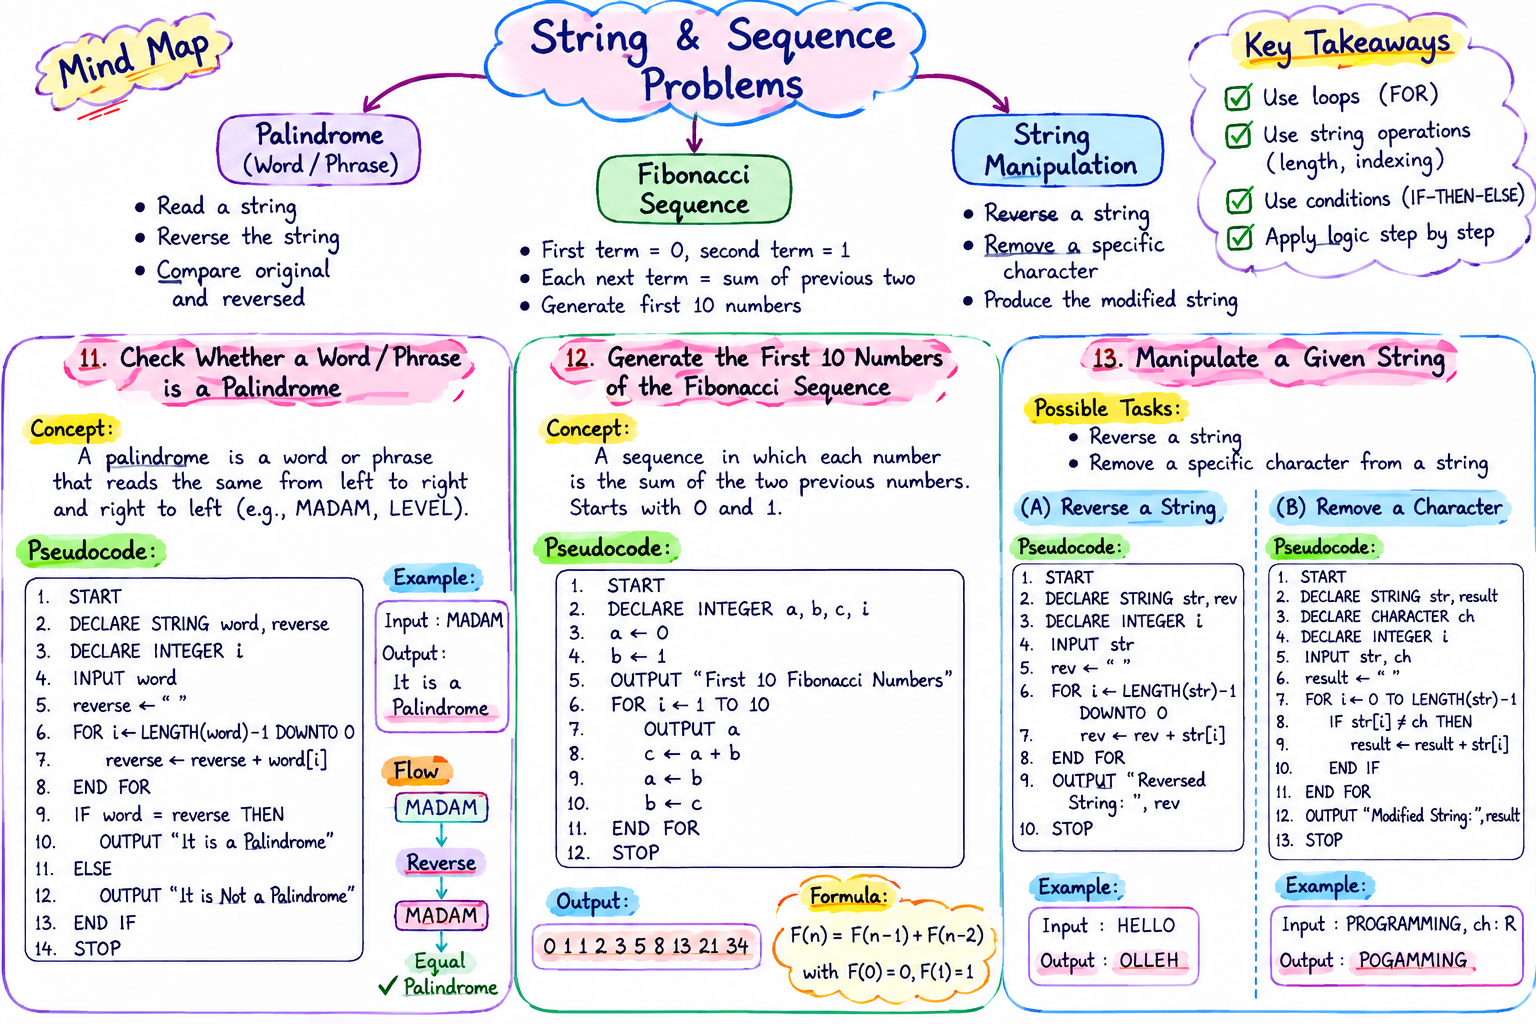 Mind Map
String & Sequence
Problems
Key Takeaways
Use loops (FOR)
Use string operations
(length, indexing)
Use conditions (IF-THEN-ELSE)
Apply logic step by step
Palindrome
(Word / Phrase)
• Read a string
• Reverse the string
• Compare original
and reversed
Fibonacci
Sequence
• First term = 0, second term = 1
• Each next term = sum of previous two
• Generate first 10 numbers
String
Manipulation
• Reverse a string
• Remove a specific
character
• Produce the modified string
11. Check Whether a Word / Phrase
is a Palindrome
Concept:
A palindrome is a word or phrase
that reads the same from left to right
and right to left (e.g., MADAM, LEVEL).
Pseudocode:
1. START
2. DECLARE STRING word, reverse
3. DECLARE INTEGER i
4. INPUT word
5. reverse ← “ ”
6. FOR i ← LENGTH(word)-1 DOWNTO 0
7. reverse ← reverse + word[i]
8. END FOR
9. IF word = reverse THEN
10. OUTPUT “It is a Palindrome”
11. ELSE
12. OUTPUT “It is Not a Palindrome”
13. END IF
14. STOP
Example:
Input : MADAM
Output:
It is a
Palindrome
Flow
MADAM
Reverse
MADAM
Equal
✓ Palindrome
12. Generate the First 10 Numbers
of the Fibonacci Sequence
Concept:
A sequence in which each number
is the sum of the two previous numbers.
Starts with 0 and 1.
Pseudocode:
1. START
2. DECLARE INTEGER a, b, c, i
3. a ← 0
4. b ← 1
5. OUTPUT “First 10 Fibonacci Numbers”
6. FOR i ← 1 TO 10
7. OUTPUT a
8. c ← a + b
9. a ← b
10. b ← c
11. END FOR
12. STOP
Output:
0 1 1 2 3 5 8 13 21 34
Formula:
F(n) = F(n-1) + F(n-2)
with F(0) = 0, F(1) = 1
13. Manipulate a Given String
Possible Tasks:
• Reverse a string
• Remove a specific character from a string
(A) Reverse a String
Pseudocode:
1. START
2. DECLARE STRING str, rev
3. DECLARE INTEGER i
4. INPUT str
5. rev ← “ ”
6. FOR i ← LENGTH(str)-1
DOWNTO 0
7. rev ← rev + str[i]
8. END FOR
9. OUTPUT “Reversed
String: ”, rev
10. STOP
Example:
Input : HELLO
Output : OLLEH
(B) Remove a Character
Pseudocode:
1. START
2. DECLARE STRING str, result
3. DECLARE CHARACTER ch
4. DECLARE INTEGER i
5. INPUT str, ch
6. result ← “ ”
7. FOR i ← 0 TO LENGTH(str)-1
8. IF str[i] ≠ ch THEN
9. result ← result + str[i]
10. END IF
11. END FOR
12. OUTPUT “Modified String:”, result
13. STOP
Example:
Input : PROGRAMMING, ch: R
Output : POGAMMING